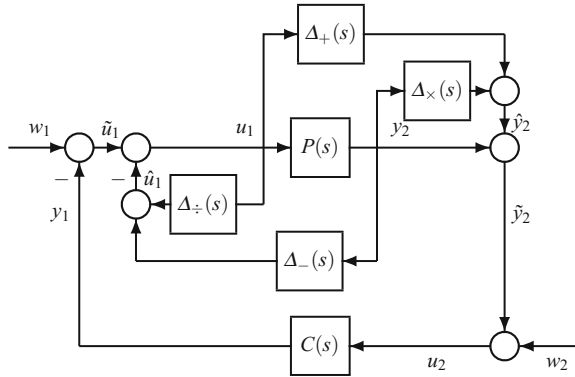 Δ₊(s)
Δ×(s)
w₁
ũ₁
u₁
P(s)
y₂
ŷ₂
−
−
û₁
y₁
Δ÷(s)
ỹ₂
Δ₋(s)
C(s)
u₂
w₂